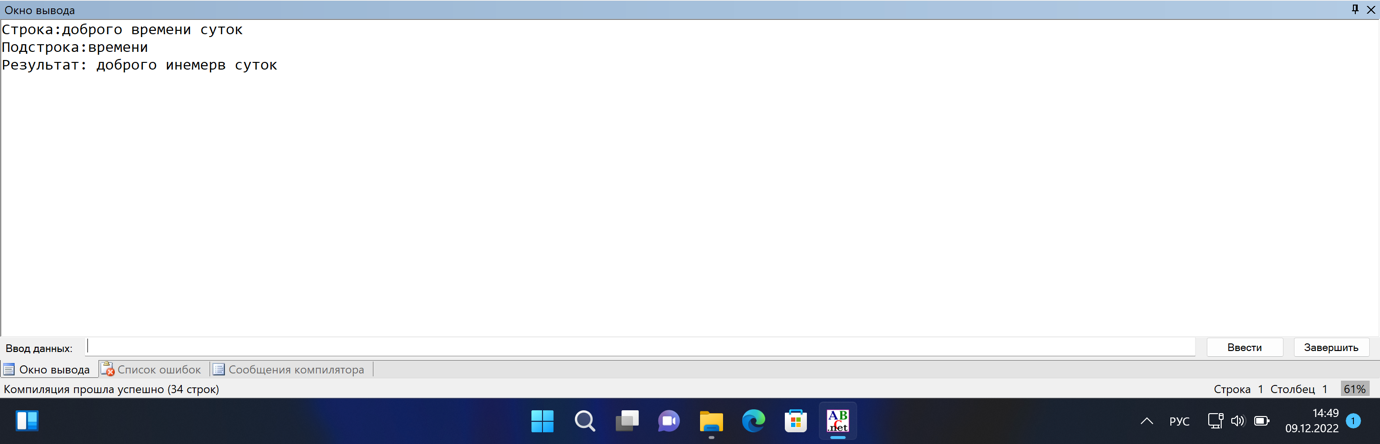 Окно вывода
Строка:доброго времени суток
Подстрока:времени
Результат: доброго инемерв суток
Ввод данных:
Ввести
Завершить
Окно вывода
Список ошибок
Сообщения компилятора
Компиляция прошла успешно (34 строк)
Строка 1 Столбец 1
61%
ABC.net
РУС
14:49
09.12.2022
1